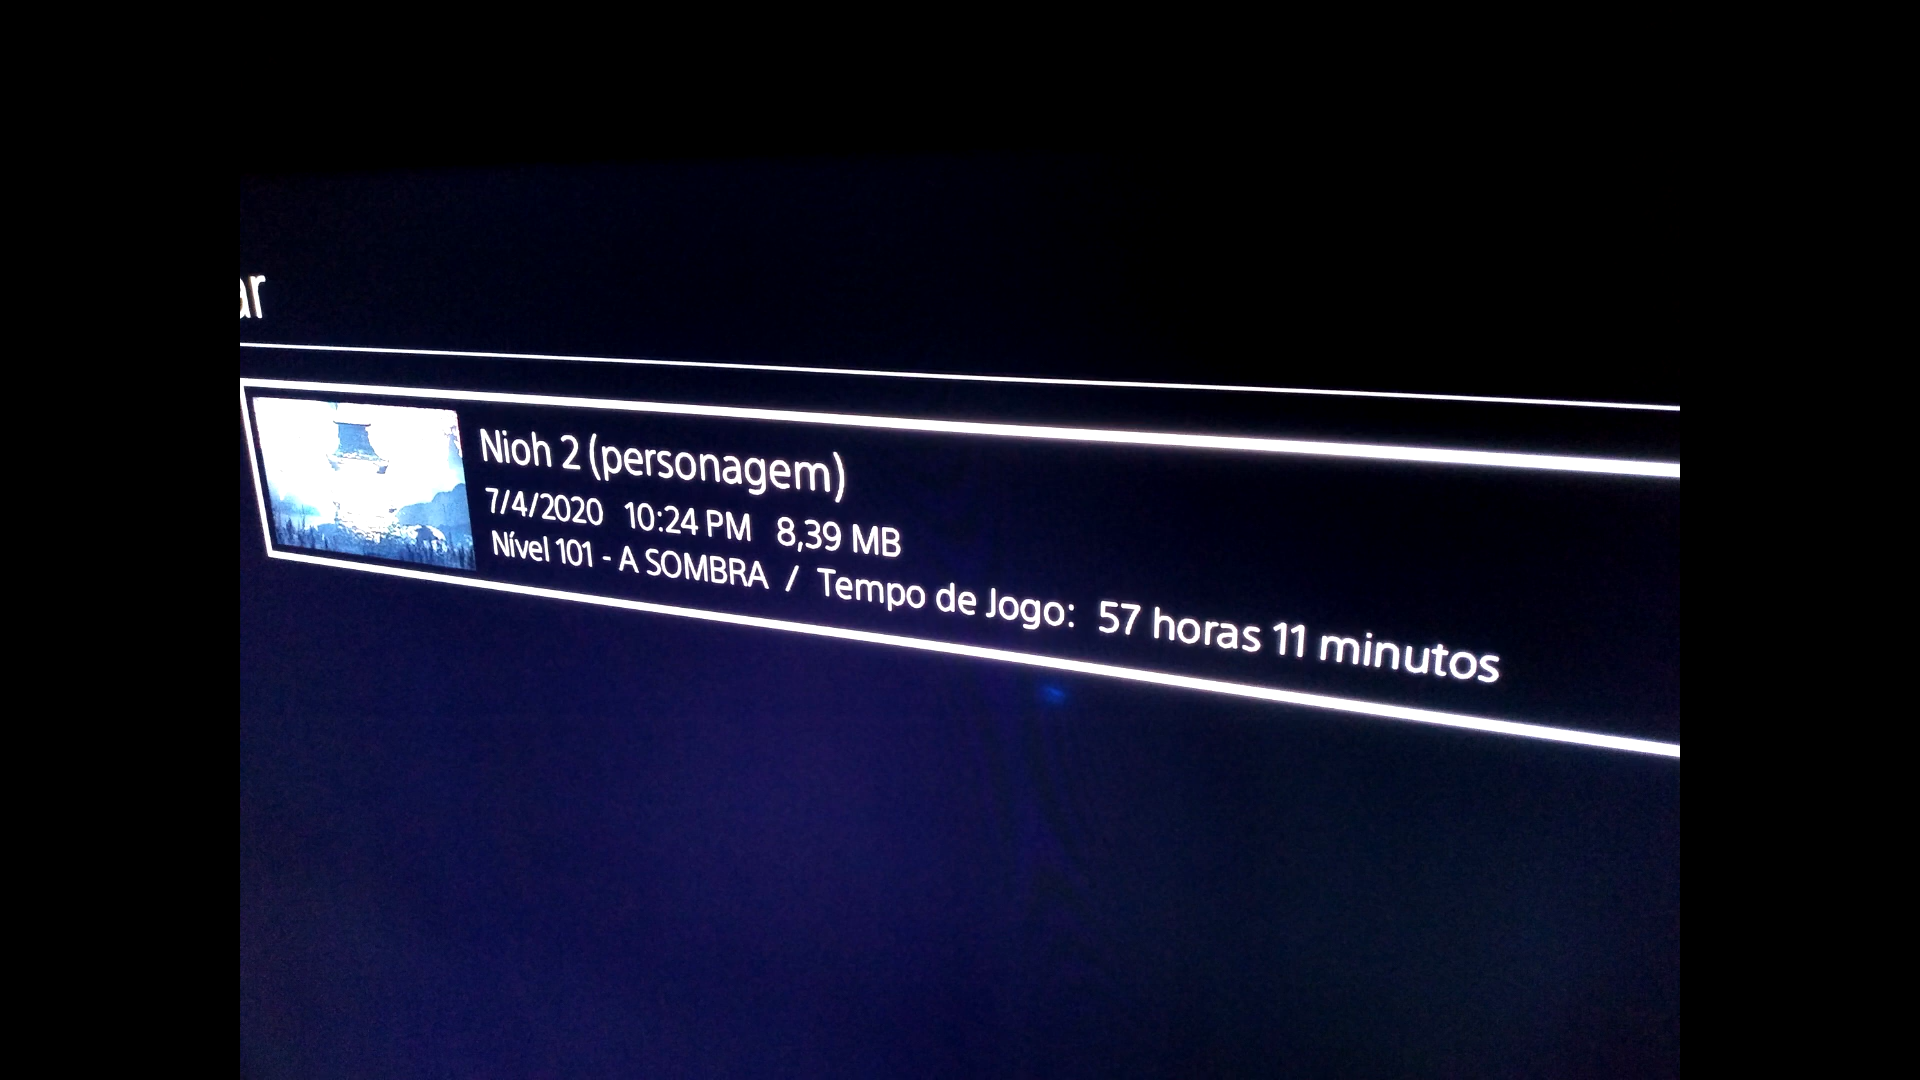 ar
Nioh 2 (personagem)
7/4/2020 10:24 PM 8,39 MB
Nível 101 - A SOMBRA / Tempo de Jogo: 57 horas 11 minutos